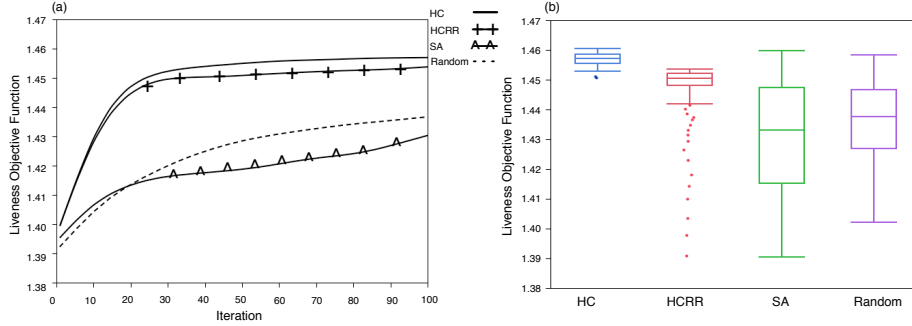 (a)
HC
HCRR
SA
Random
1.47
1.46
1.45
1.44
1.43
1.42
1.41
1.40
1.39
1.38
Liveness Objective Function
0 10 20 30 40 50 60 70 80 90 100
Iteration
(b)
1.47
1.46
1.45
1.44
1.43
1.42
1.41
1.40
1.39
1.38
Liveness Objective Function
HC HCRR SA Random